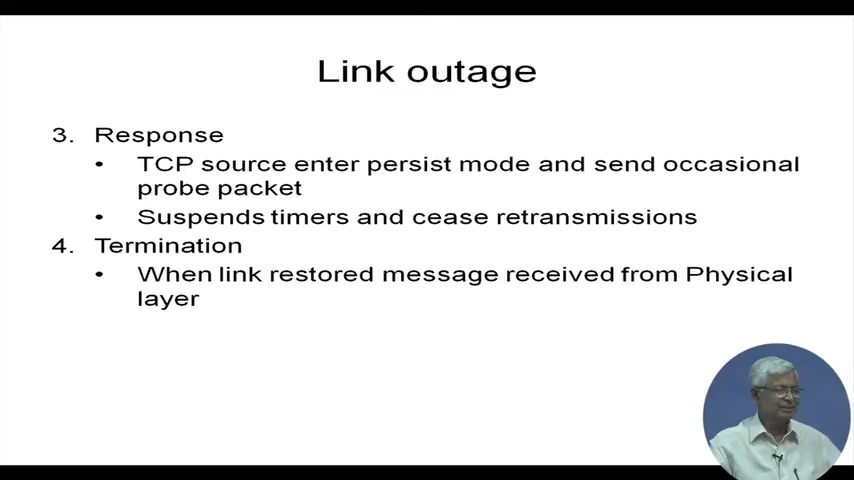 Link outage
3. Response
• TCP source enter persist mode and send occasional
probe packet
• Suspends timers and cease retransmissions
4. Termination
• When link restored message received from Physical
layer